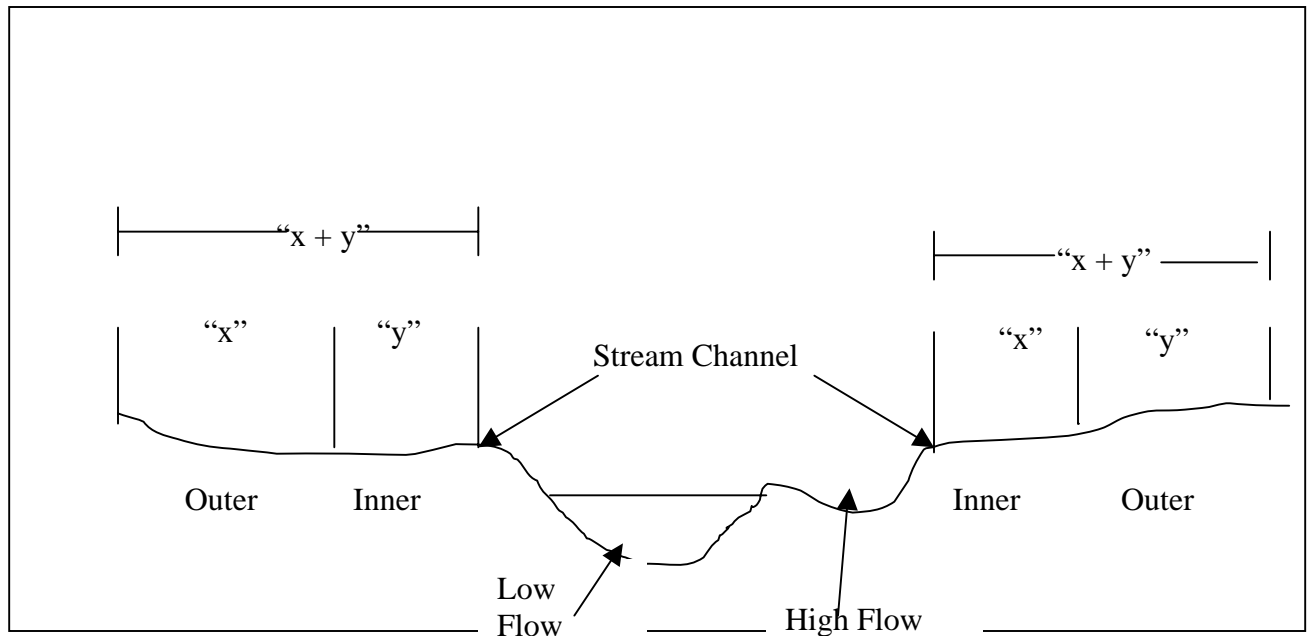 “x + y”
“x + y”
“x”
“y”
“x”
“y”
Stream Channel
Outer
Inner
Inner
Outer
Low
Flow
High Flow